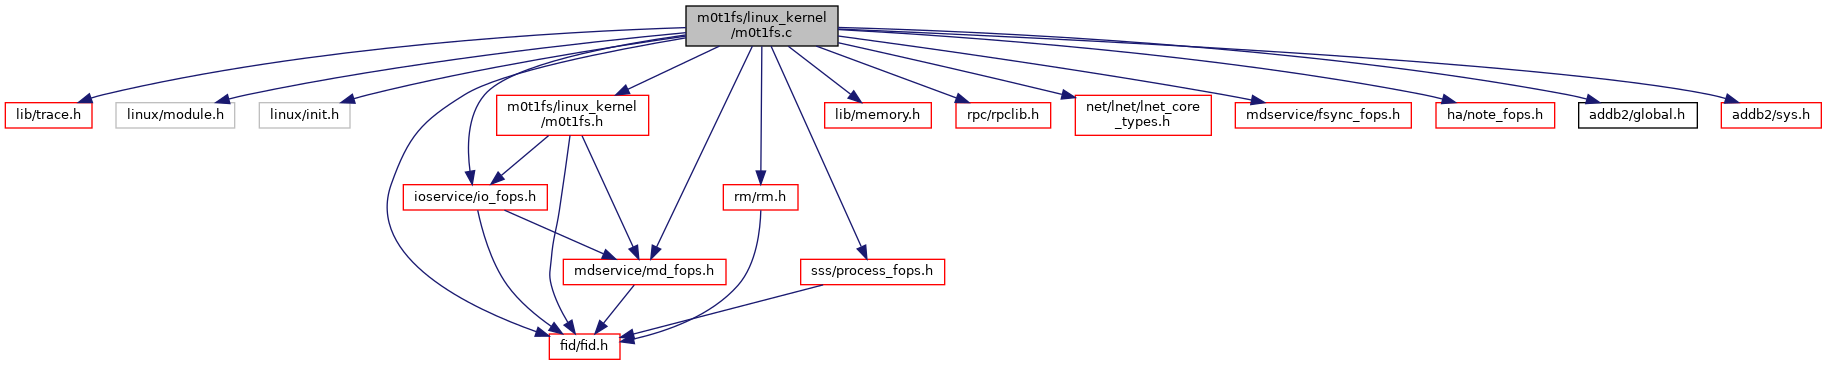 m0t1fs/linux_kernel
/m0t1fs.c
lib/trace.h
linux/module.h
linux/init.h
m0t1fs/linux_kernel
/m0t1fs.h
lib/memory.h
rpc/rpclib.h
net/lnet/lnet_core
_types.h
mdservice/fsync_fops.h
ha/note_fops.h
addb2/global.h
addb2/sys.h
ioservice/io_fops.h
rm/rm.h
mdservice/md_fops.h
sss/process_fops.h
fid/fid.h